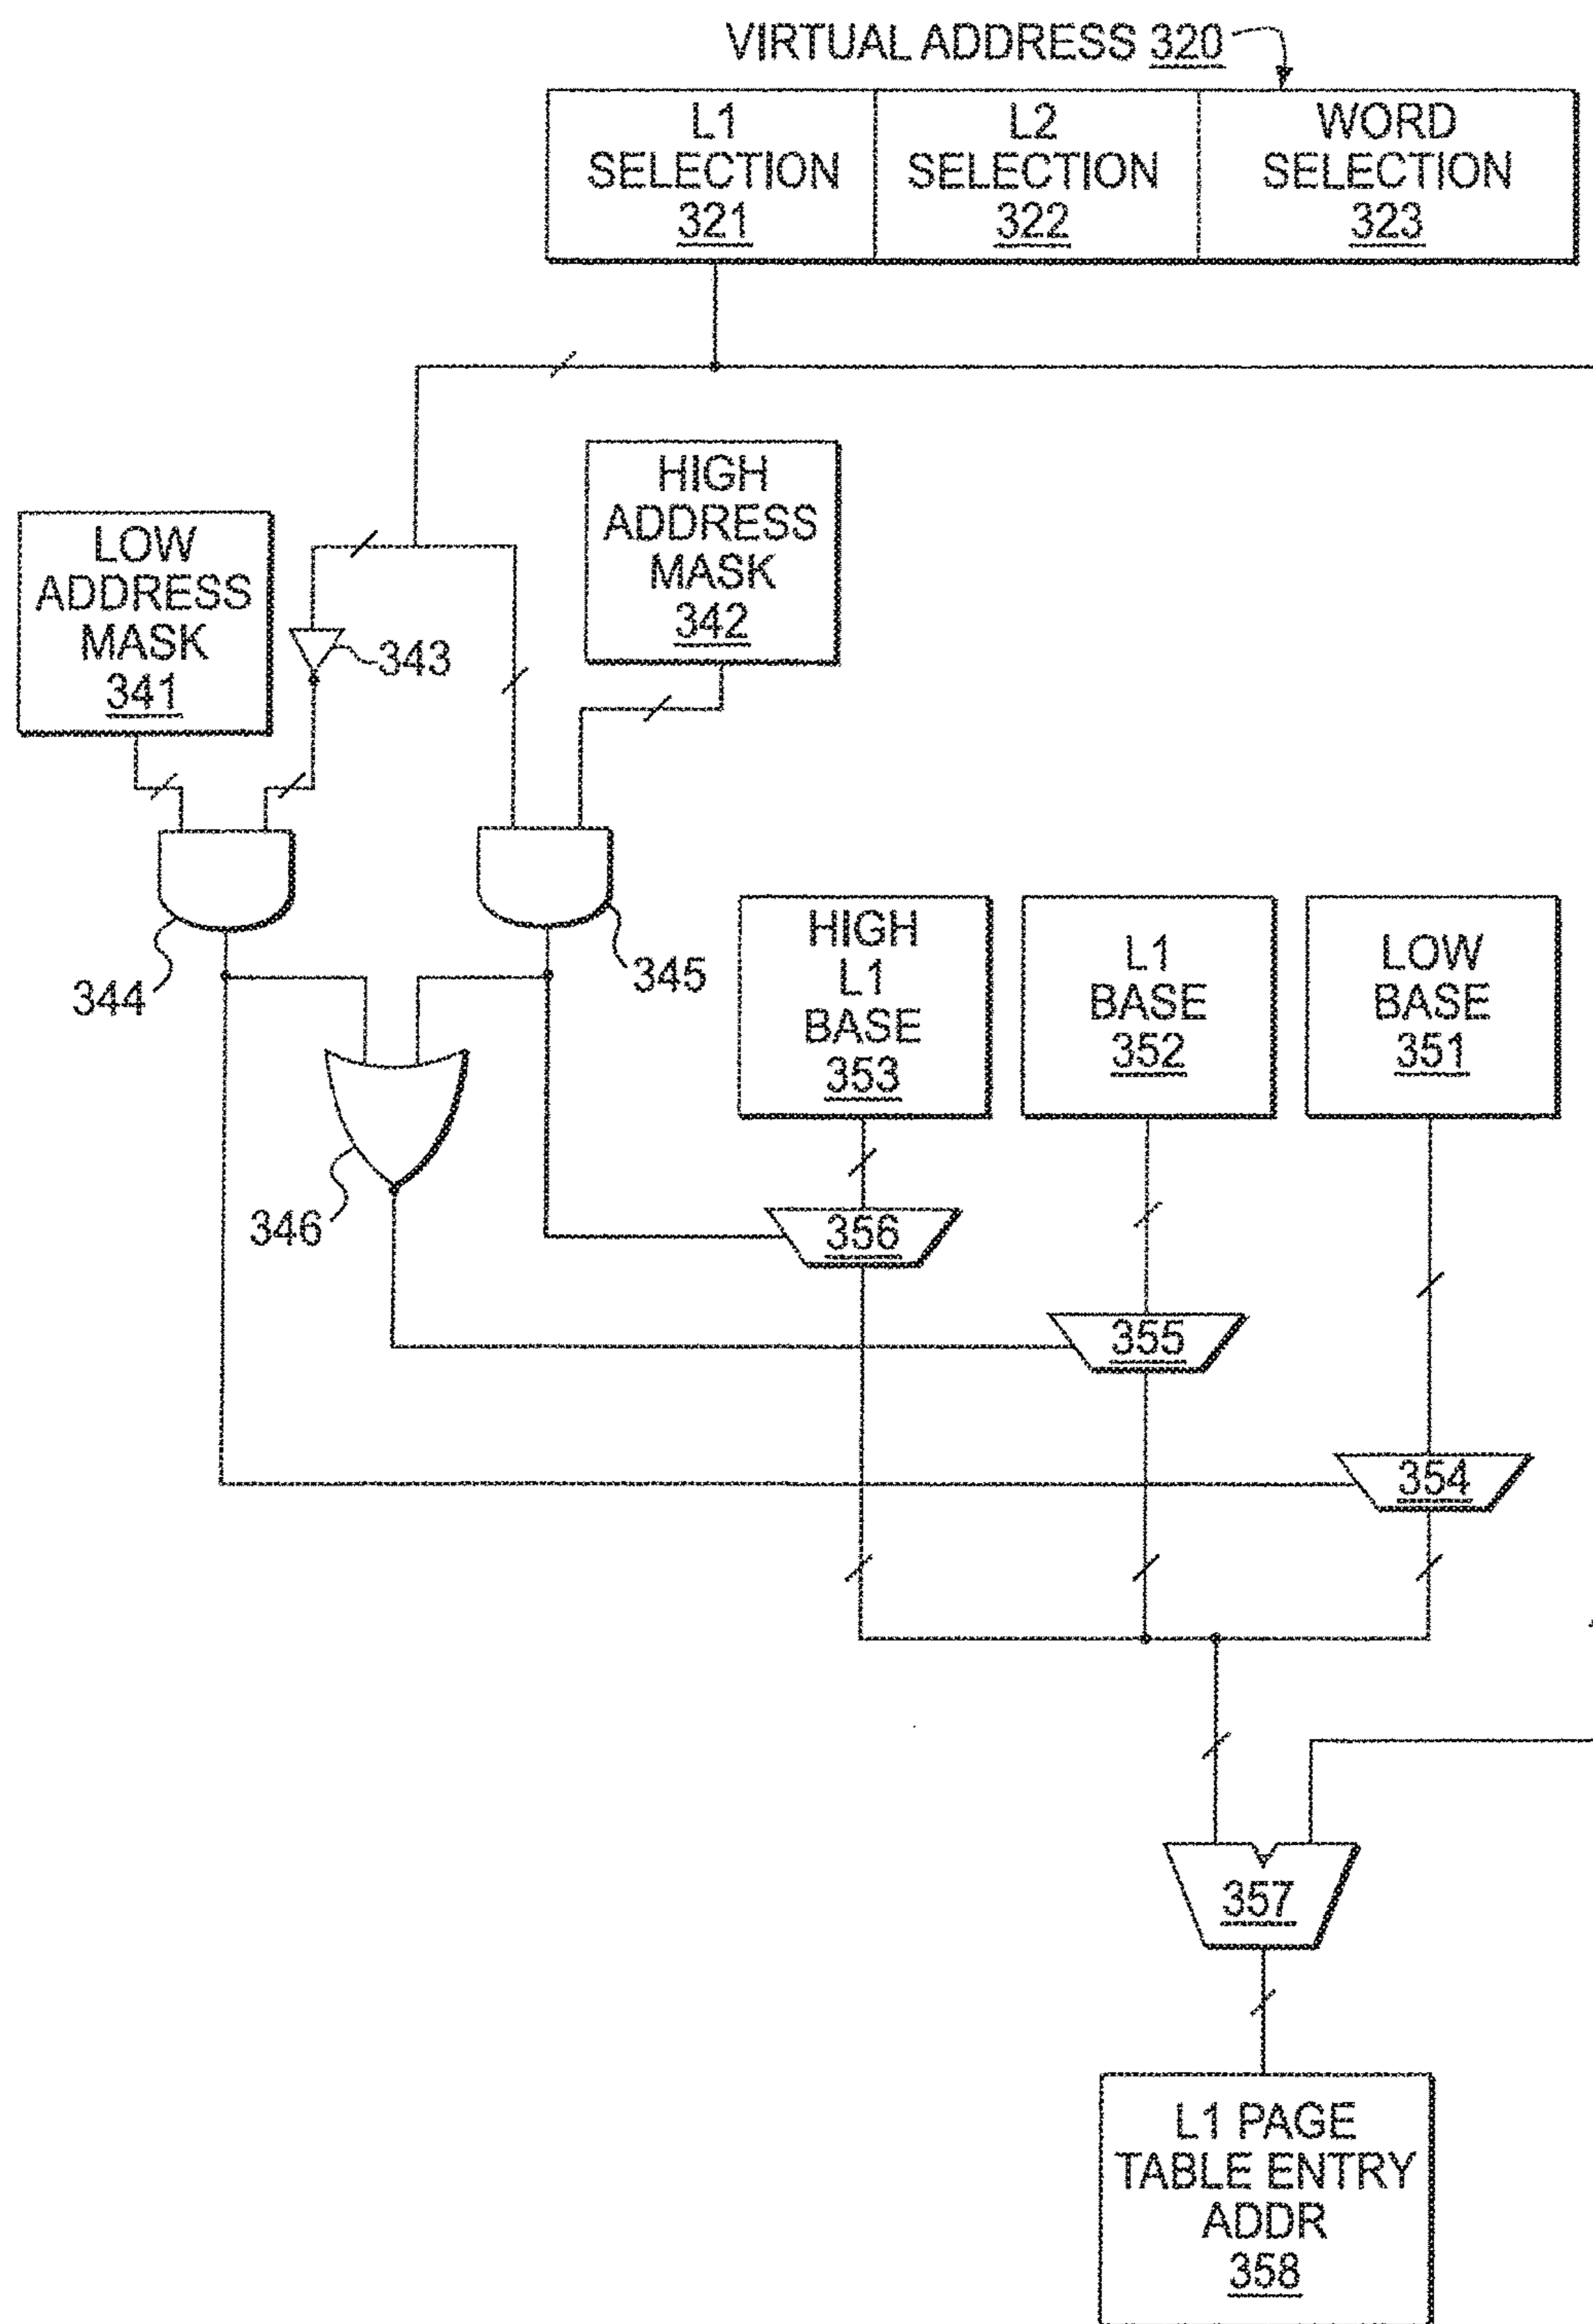 VIRTUAL ADDRESS 320
L1
SELECTION
321
L2
SELECTION
322
WORD
SELECTION
323
LOW
ADDRESS
MASK
341
343
HIGH
ADDRESS
MASK
342
344
345
346
HIGH
L1
BASE
353
L1
BASE
352
LOW
BASE
351
356
355
354
357
L1 PAGE
TABLE ENTRY
ADDR
358